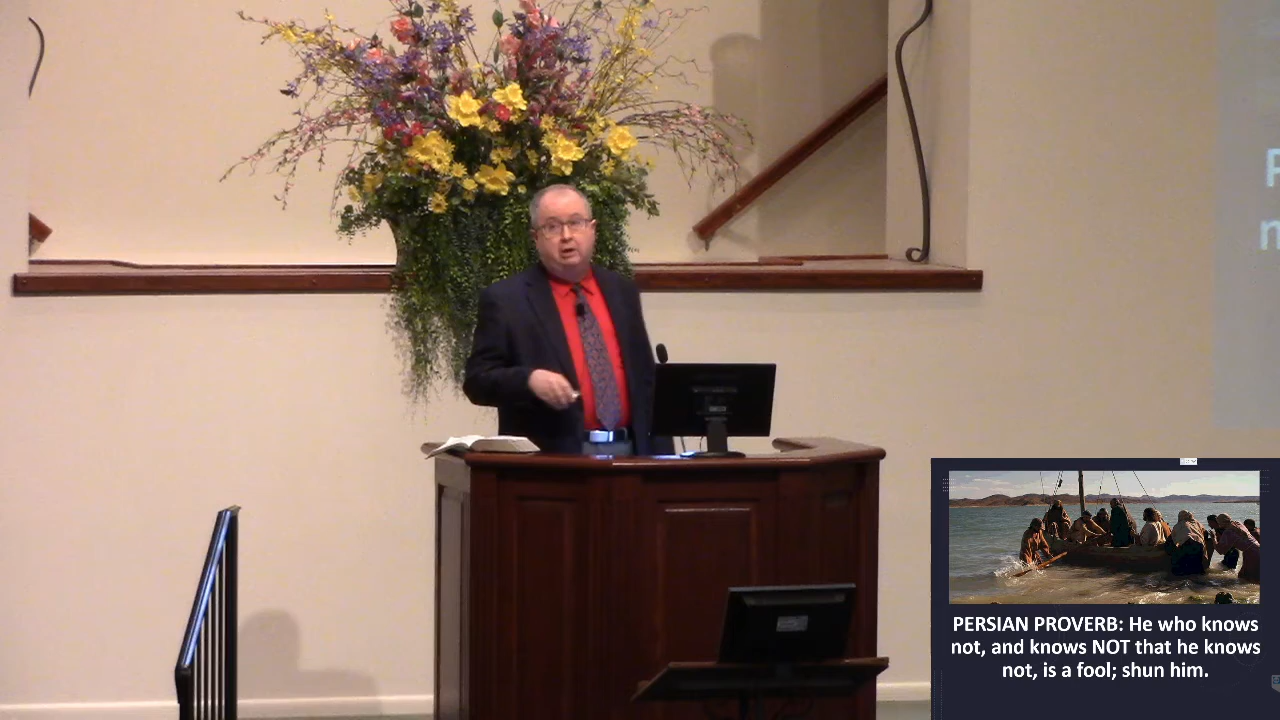 PERSIAN PROVERB: He who knows
not, and knows NOT that he knows
not, is a fool; shun him.